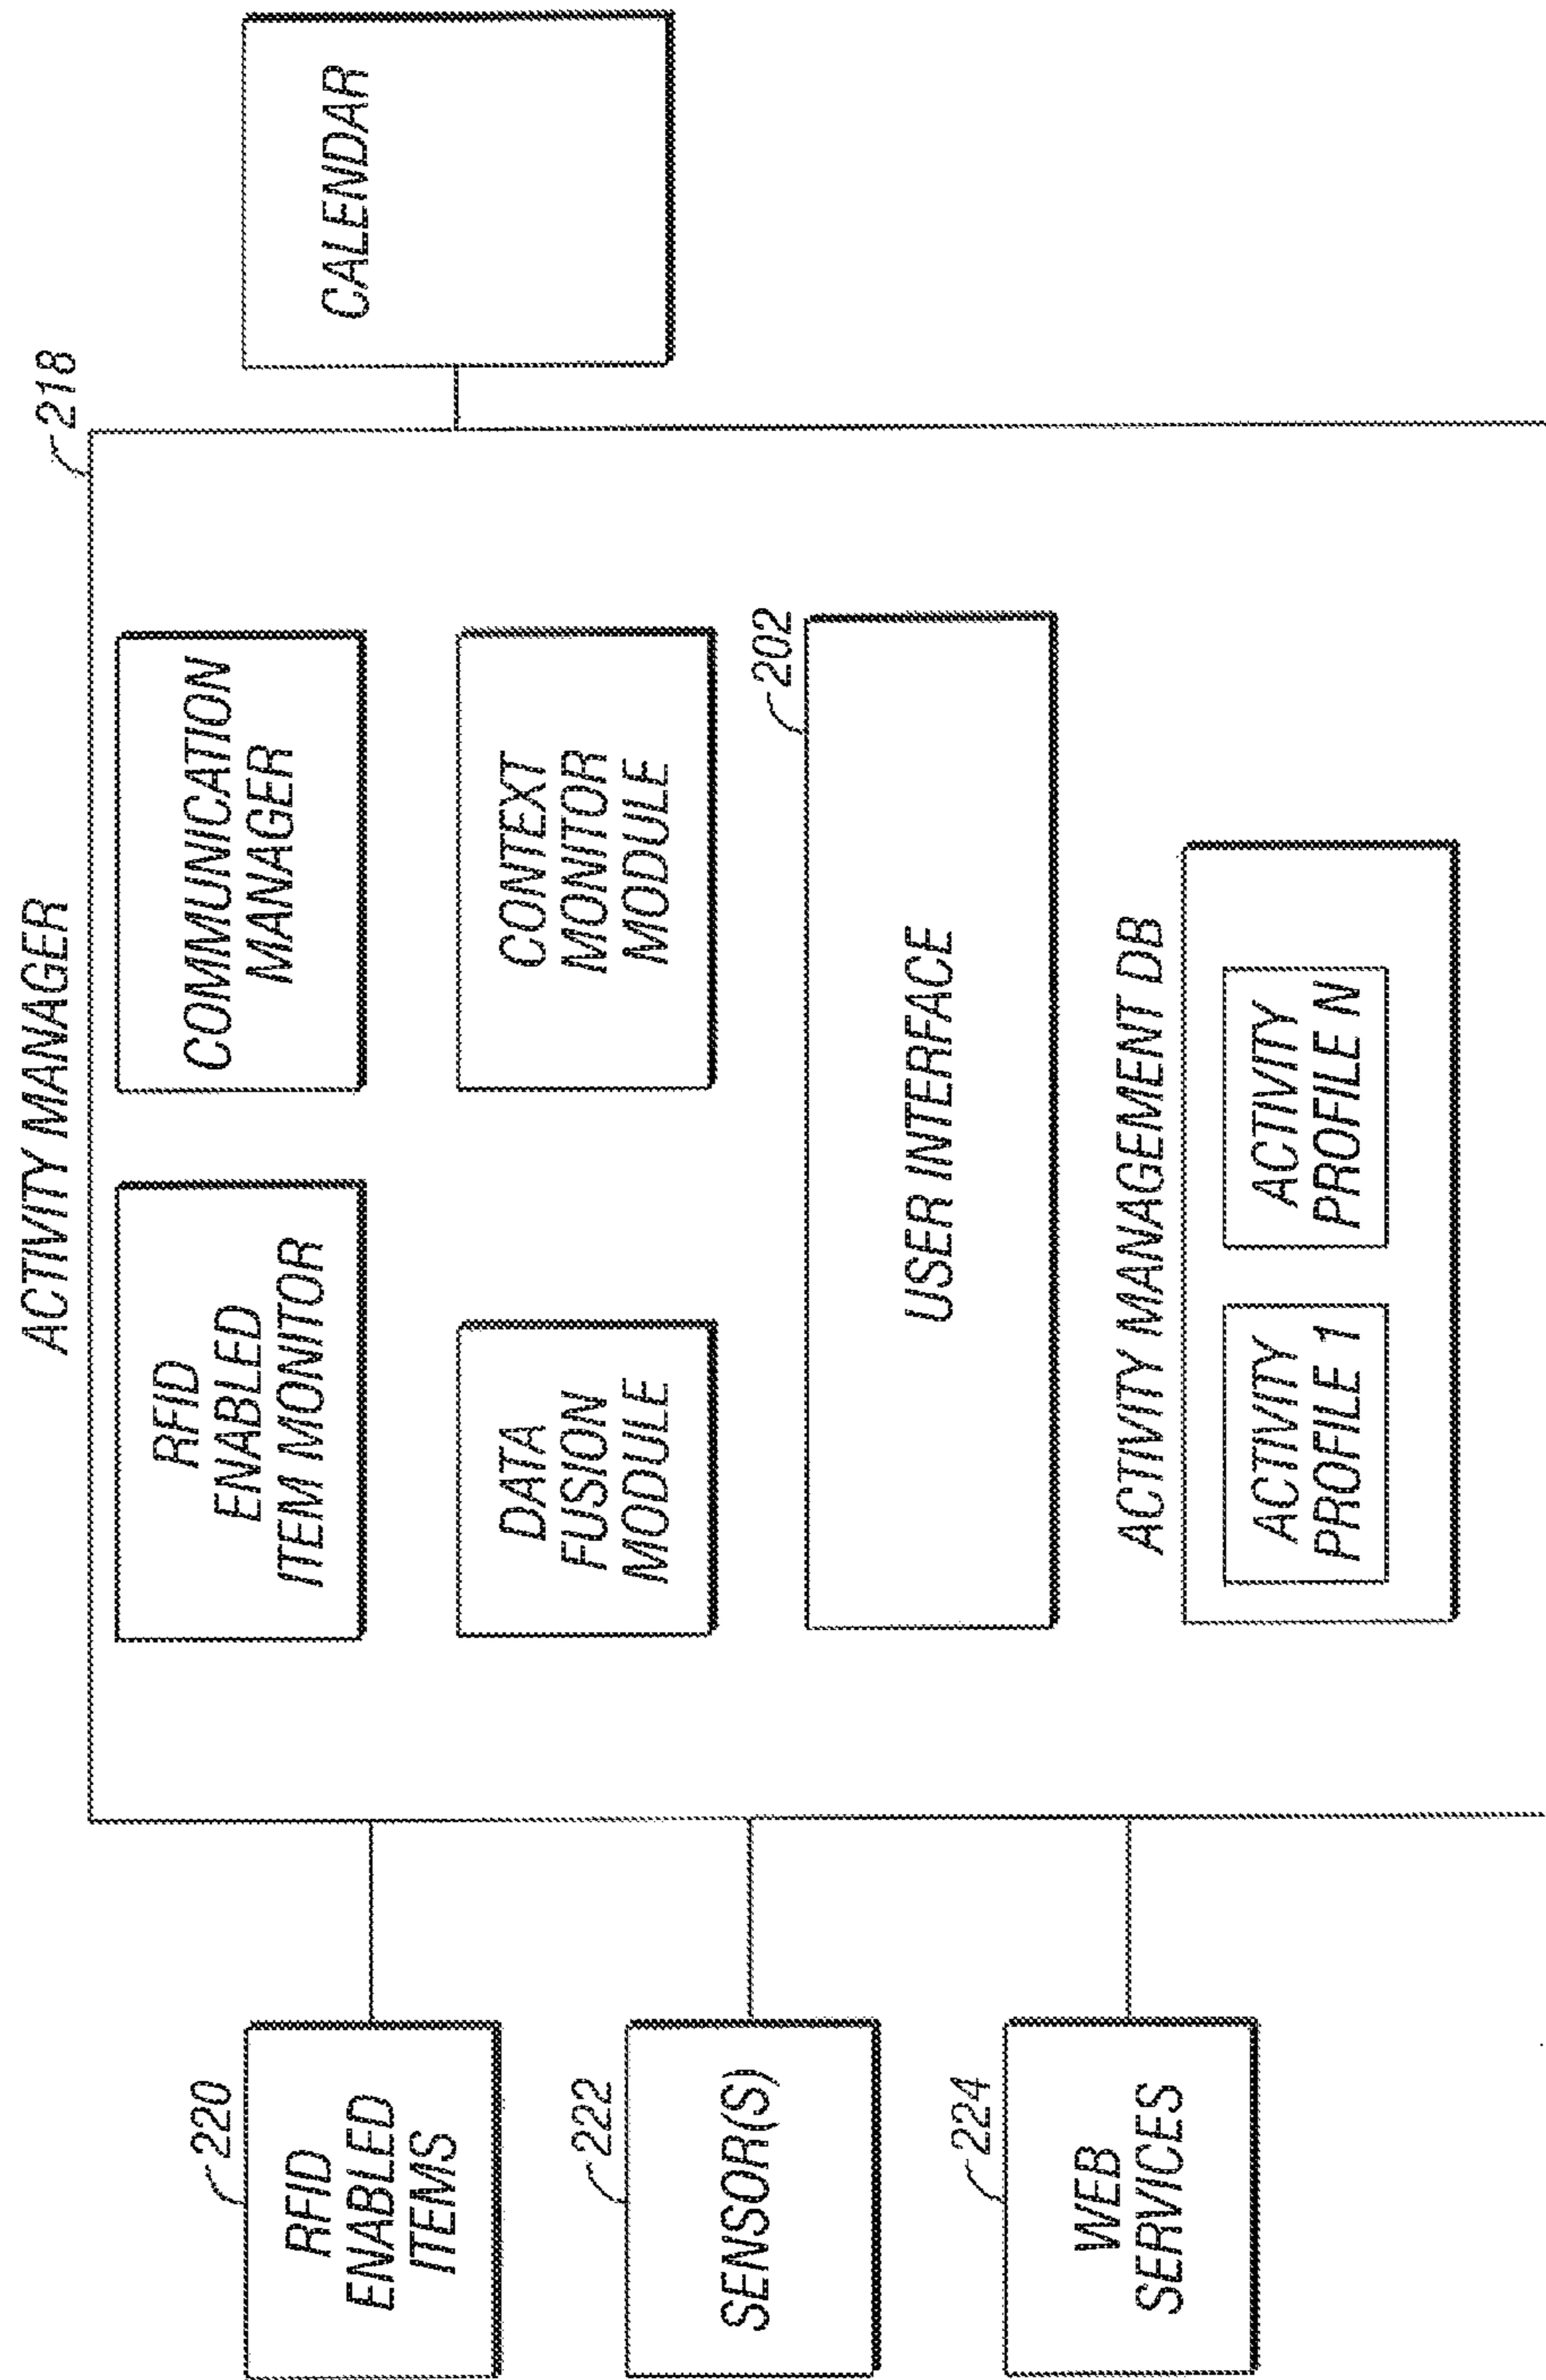 ACTIVITY MANAGER
218
220
RFID
ENABLED
ITEMS
222
SENSOR(S)
224
WEB
SERVICES
RFID
ENABLED
ITEM MONITOR
COMMUNICATION
MANAGER
DATA
FUSION
MODULE
CONTEXT
MONITOR
MODULE
202
USER INTERFACE
ACTIVITY MANAGEMENT DB
ACTIVITY
PROFILE 1
ACTIVITY
PROFILE N
CALENDAR